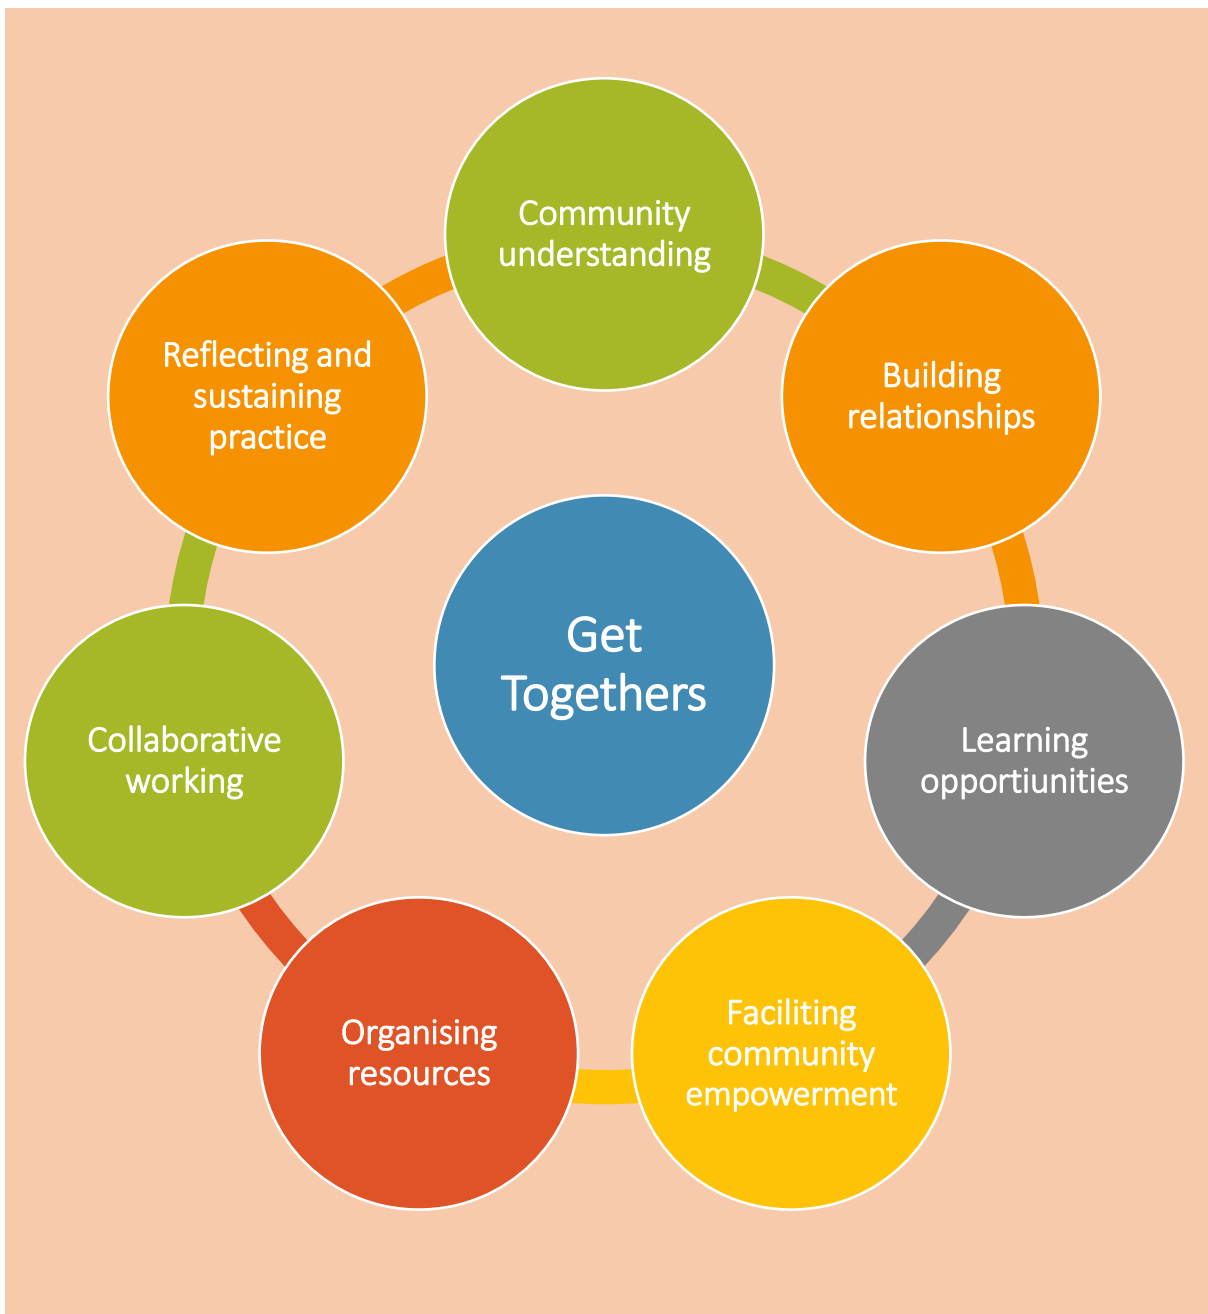 Community
understanding
Building
relationships
Learning
opportiunities
Faciliting
community
empowerment
Organising
resources
Collaborative
working
Reflecting and
sustaining
practice
Get
Togethers